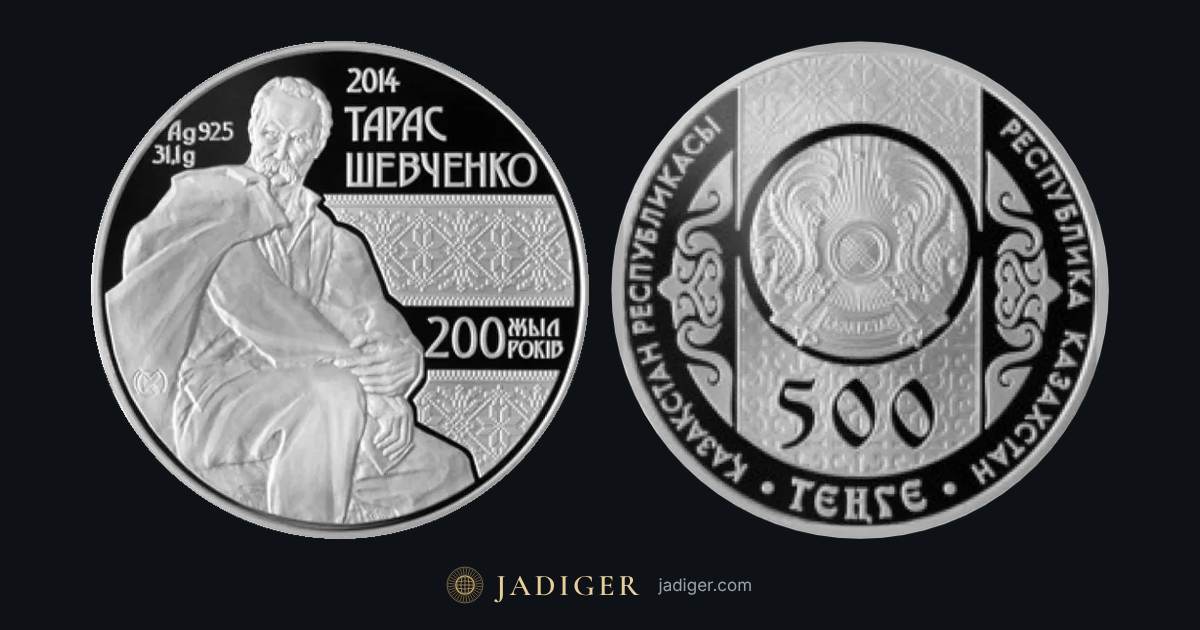 2014
ТАРАС
ШЕВЧЕНКО
Ag 925
31,1g
200 ЖЫЛ
РОКІВ
ҚАЗАҚСТАН РЕСПУБЛИКАСЫ
РЕСПУБЛИКА КАЗАХСТАН
500
• ТЕҢГЕ •
JADIGER jadiger.com